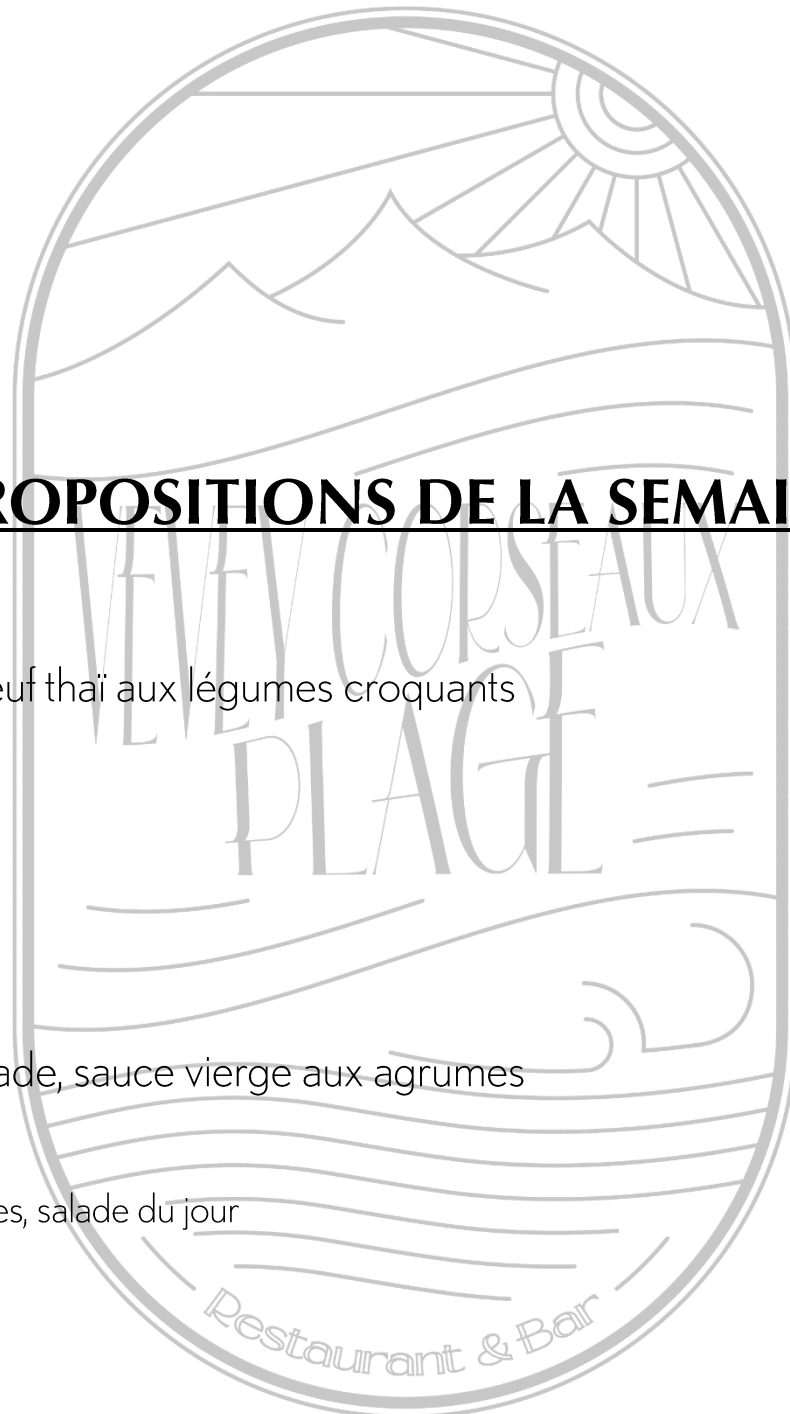 ROPOSITIONS DE LA SEMAI
VEVEY CORSEAUX
euf thaï aux légumes croquants
PLAGE
ade, sauce vierge aux agrumes
es, salade du jour
Restaurant & Bar